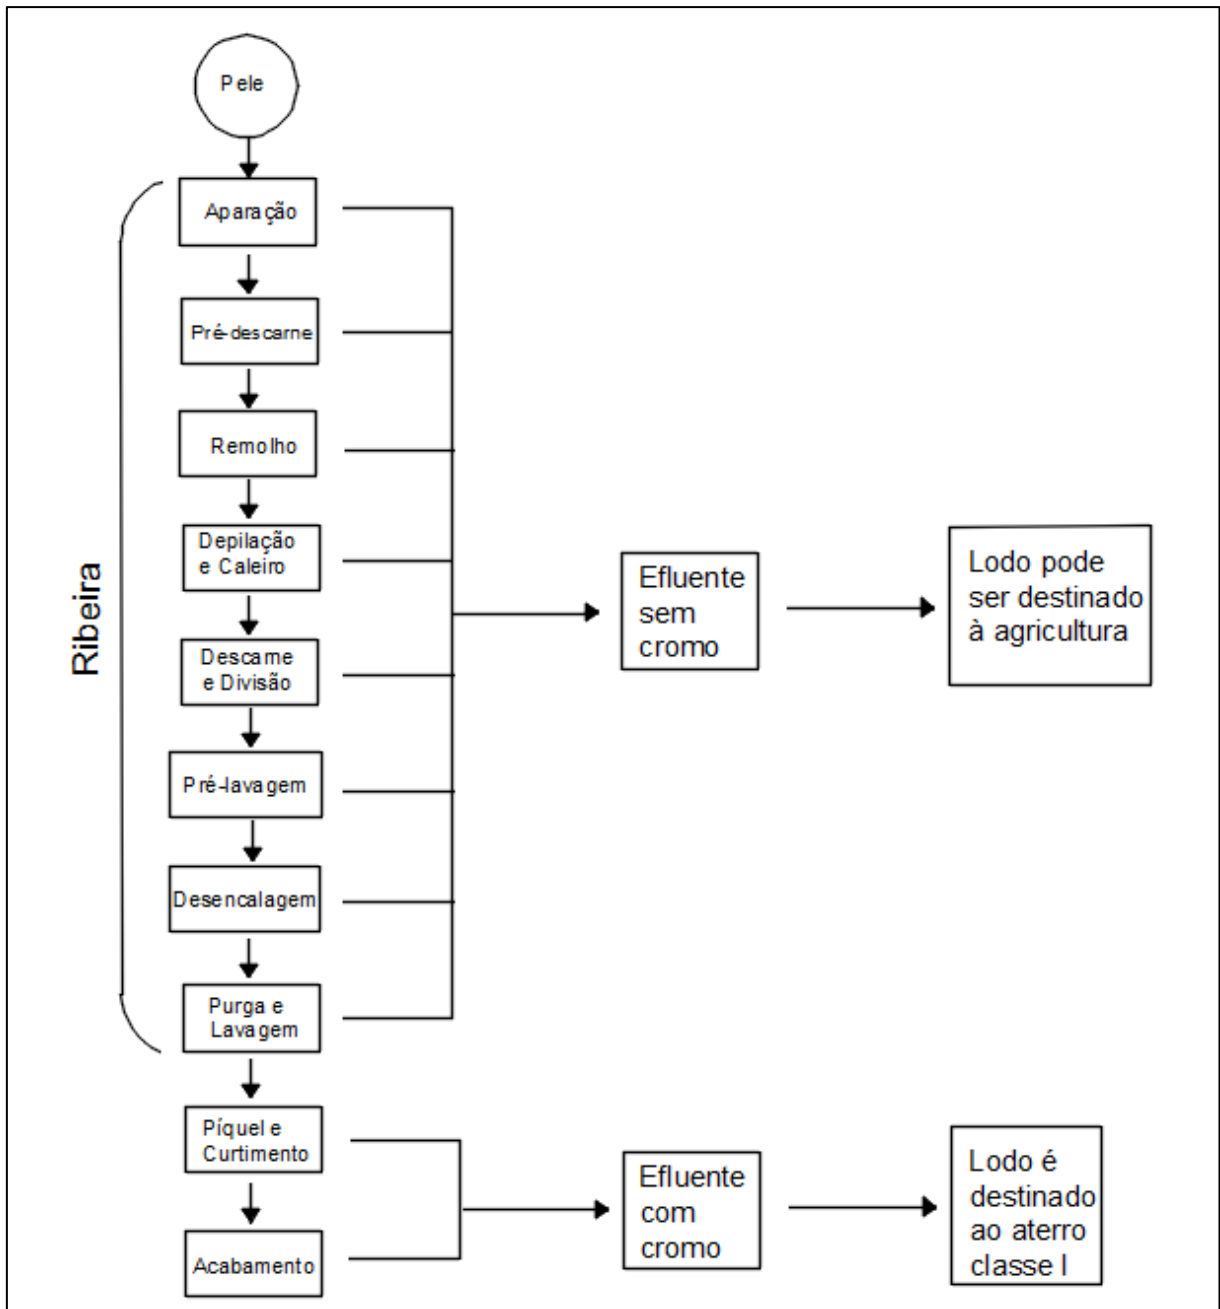 Pele
Aparação
Pré-descarne
Remolho
Depilação
e Caleiro
Descarne
e Divisão
Pré-lavagem
Desencalagem
Purga e
Lavagem
Ribeira
Efluente
sem
cromo
Lodo pode
ser destinado
à agricultura
Píquel e
Curtimento
Acabamento
Efluente
com
cromo
Lodo é
destinado
ao aterro
classe I